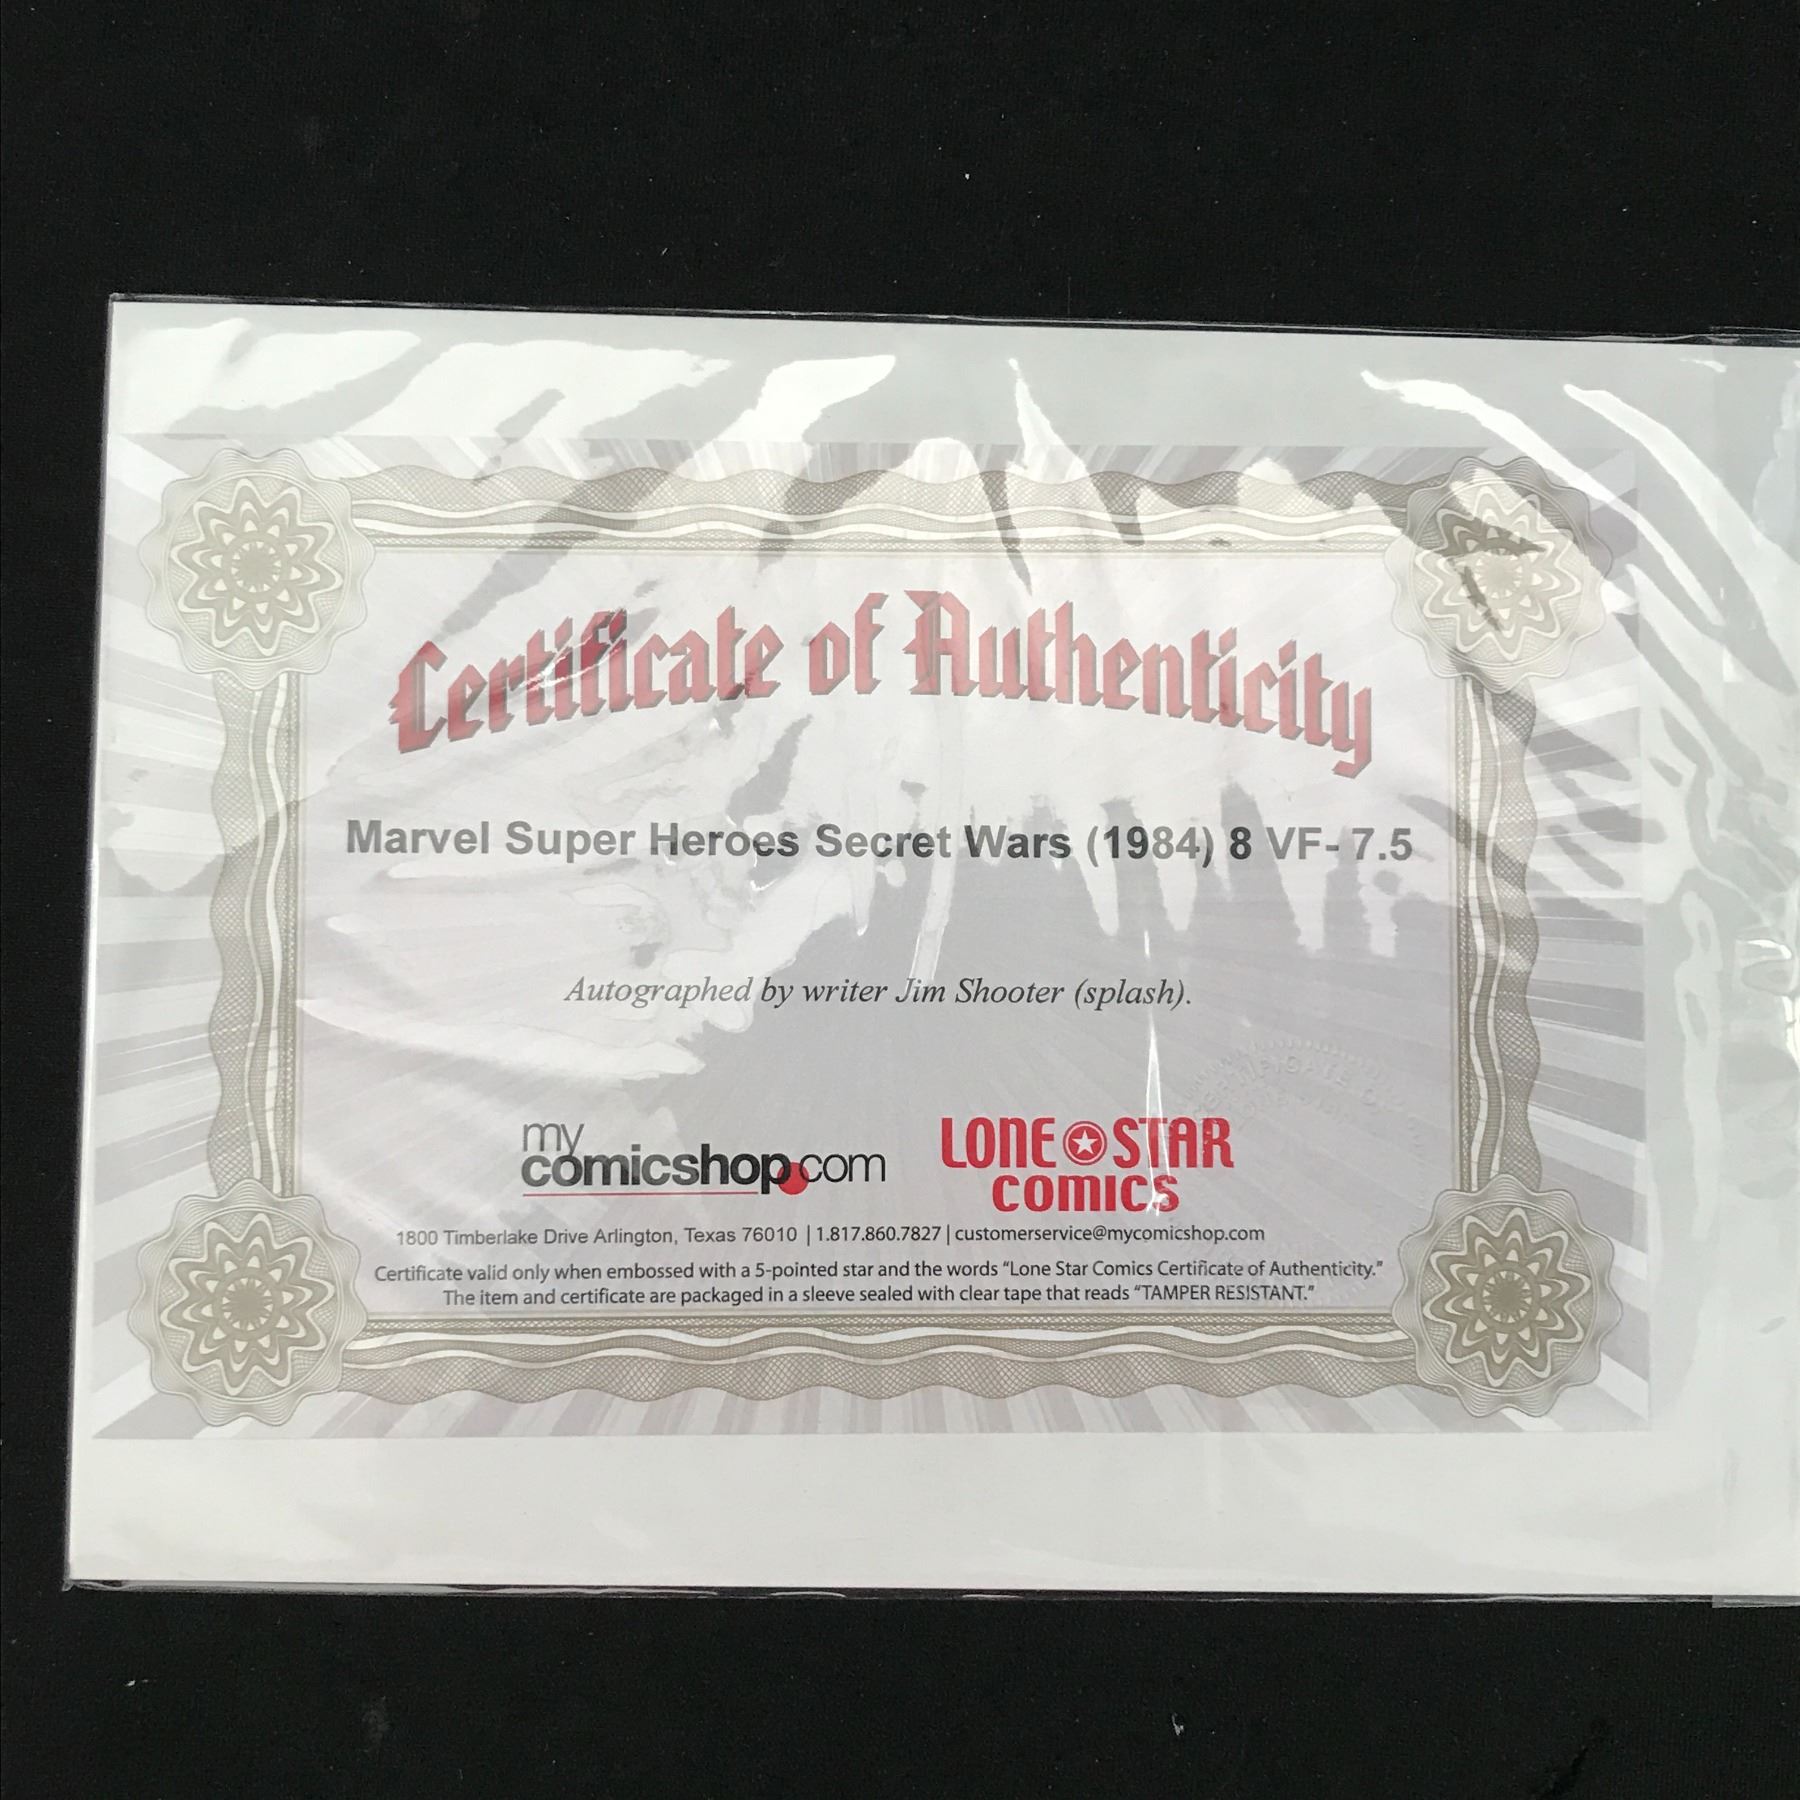 Certificate of Authenticity
Marvel Super Heroes Secret Wars (1984) 8 VF- 7.5
Autographed by writer Jim Shooter (splash).
my
comicshop.com
LONE STAR
COMICS
1800 Timberlake Drive Arlington, Texas 76010 | 1.817.860.7827 | customerservice@mycomicshop.com
Certificate valid only when embossed with a 5-pointed star and the words “Lone Star Comics Certificate of Authenticity.”
The item and certificate are packaged in a sleeve sealed with clear tape that reads “TAMPER RESISTANT.”
CERTIFICATE O